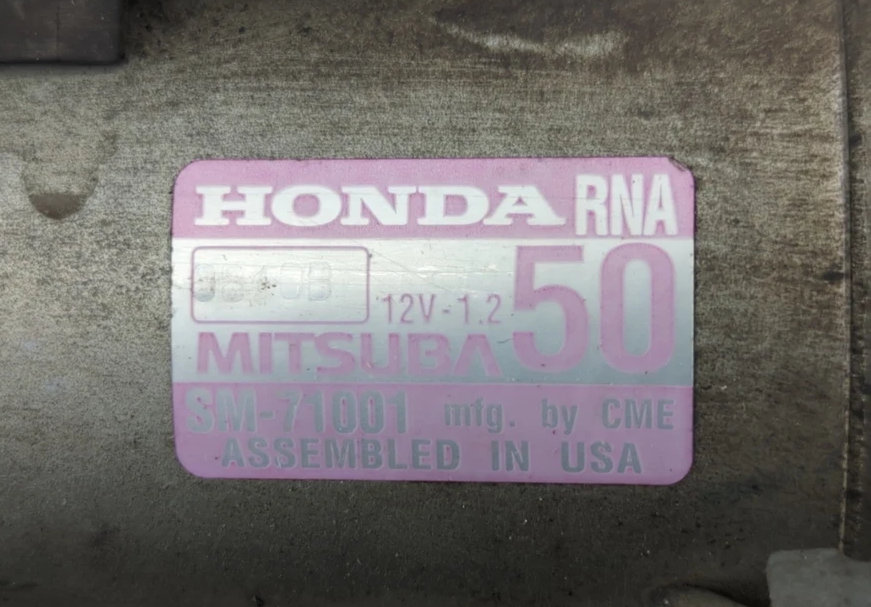 HONDA RNA
12V-1.2 50
MITSUBA
SM-71001 mfg. by CME
ASSEMBLED IN USA